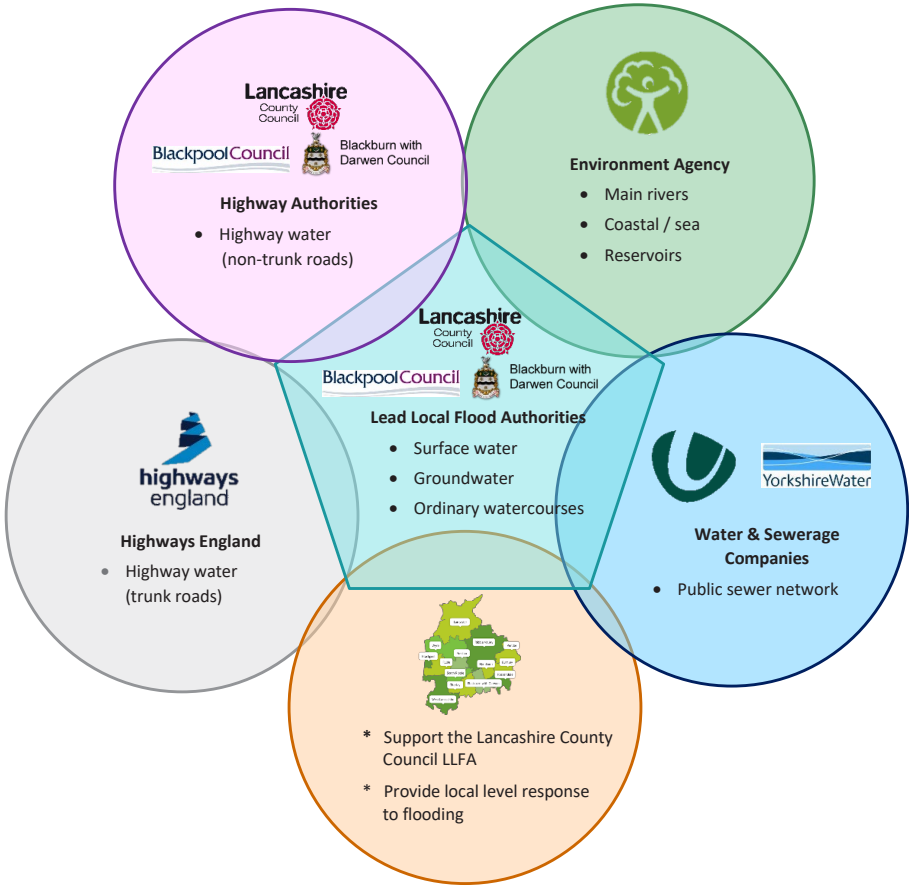 Lancashire
County
Council
BlackpoolCouncil
Blackburn with
Darwen Council
Highway Authorities
• Highway water
(non-trunk roads)
Environment Agency
• Main rivers
• Coastal / sea
• Reservoirs
Lancashire
County
Council
BlackpoolCouncil
Blackburn with
Darwen Council
Lead Local Flood Authorities
• Surface water
• Groundwater
• Ordinary watercourses
highways
england
Highways England
• Highway water
(trunk roads)
YorkshireWater
Water & Sewerage
Companies
• Public sewer network
* Support the Lancashire County
Council LLFA
* Provide local level response
to flooding